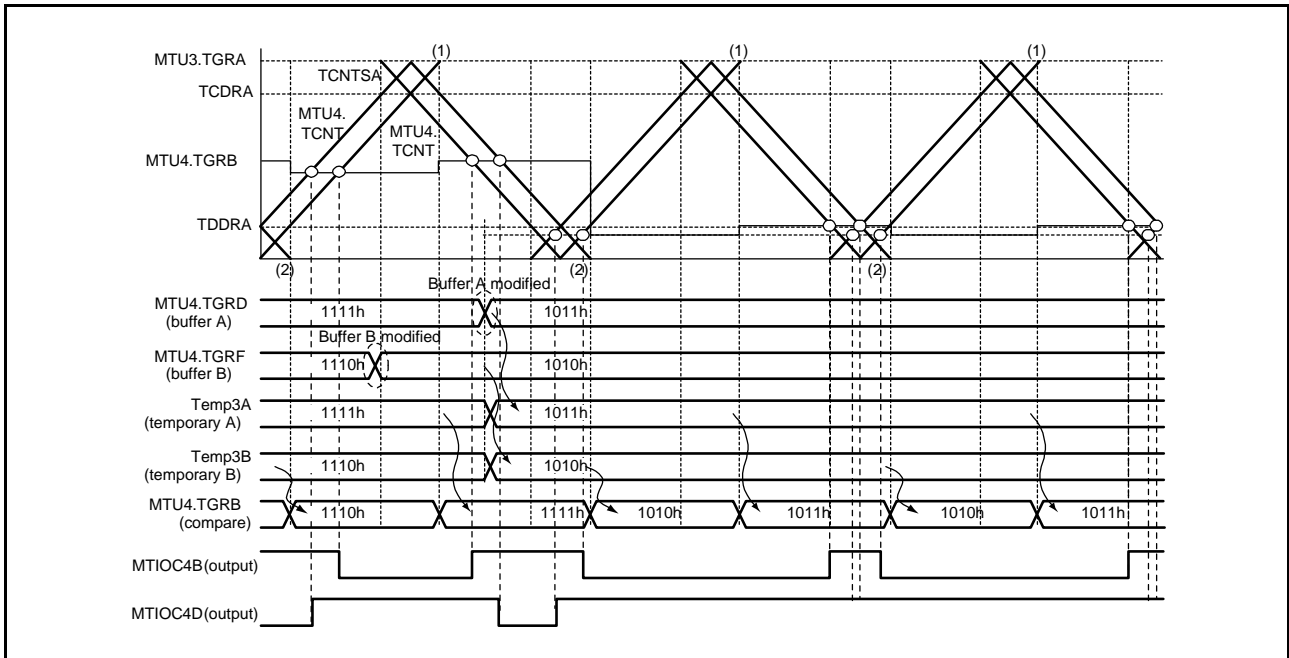 MTU3.TGRA
(1)
(1)
(1)
TCNTSA
TCDRA
MTU4.
TCNT
MTU4.
TCNT
MTU4.TGRB
TDDRA
(2)
(2)
(2)
Buffer A modified
MTU4.TGRD
(buffer A)
1111h
1011h
Buffer B modified
MTU4.TGRF
(buffer B)
1110h
1010h
Temp3A
(temporary A)
1111h
1011h
Temp3B
(temporary B)
1110h
1010h
MTU4.TGRB
(compare)
1110h
1111h
1010h
1011h
1010h
1011h
MTIOC4B(output)
MTIOC4D(output)